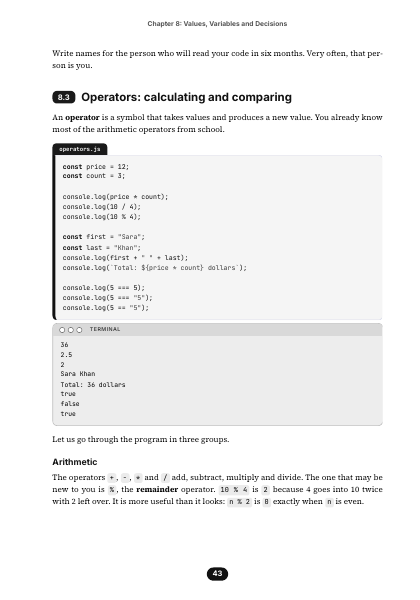 Chapter 8: Values, Variables and Decisions
Write names for the person who will read your code in six months. Very often, that per-
son is you.
8.3 Operators: calculating and comparing
An operator is a symbol that takes values and produces a new value. You already know
most of the arithmetic operators from school.
operators.js
const price = 12;
const count = 3;
console.log(price * count);
console.log(10 / 4);
console.log(10 % 4);
const first = "Sara";
const last = "Khan";
console.log(first + " " + last);
console.log(`Total: ${price * count} dollars`);
console.log(5 === 5);
console.log(5 === "5");
console.log(5 == "5");
TERMINAL
36
2.5
2
Sara Khan
Total: 36 dollars
true
false
true
Let us go through the program in three groups.
Arithmetic
The operators +, -, * and / add, subtract, multiply and divide. The one that may be
new to you is %, the remainder operator. 10 % 4 is 2 because 4 goes into 10 twice
with 2 left over. It is more useful than it looks: n % 2 is 0 exactly when n is even.
43